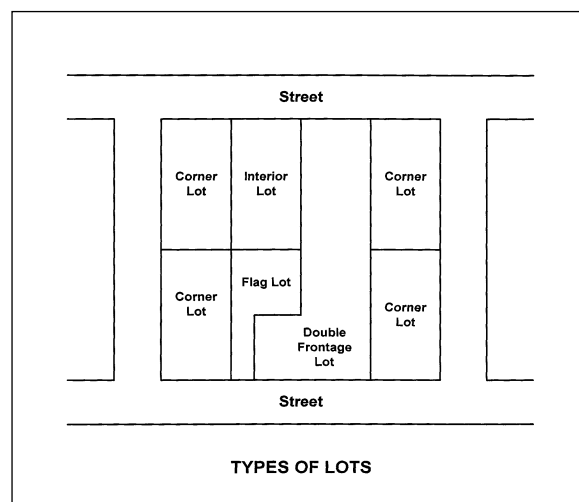 Street
Corner
Lot
Interior
Lot
Corner
Lot
Corner
Lot
Flag Lot
Corner
Lot
Double
Frontage
Lot
Street
TYPES OF LOTS